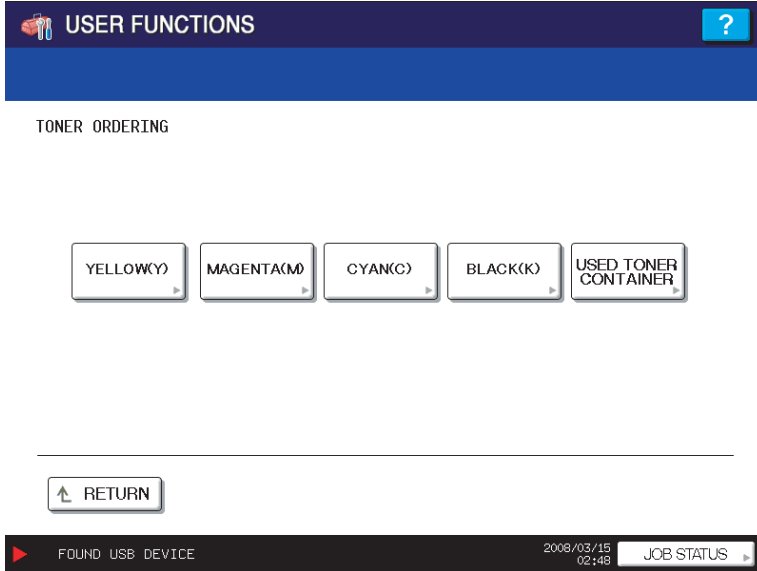 USER FUNCTIONS
?
TONER ORDERING
YELLOW(Y)
MAGENTA(M)
CYAN(C)
BLACK(K)
USED TONER
CONTAINER
RETURN
FOUND USB DEVICE
2008/03/15
02:48
JOB STATUS